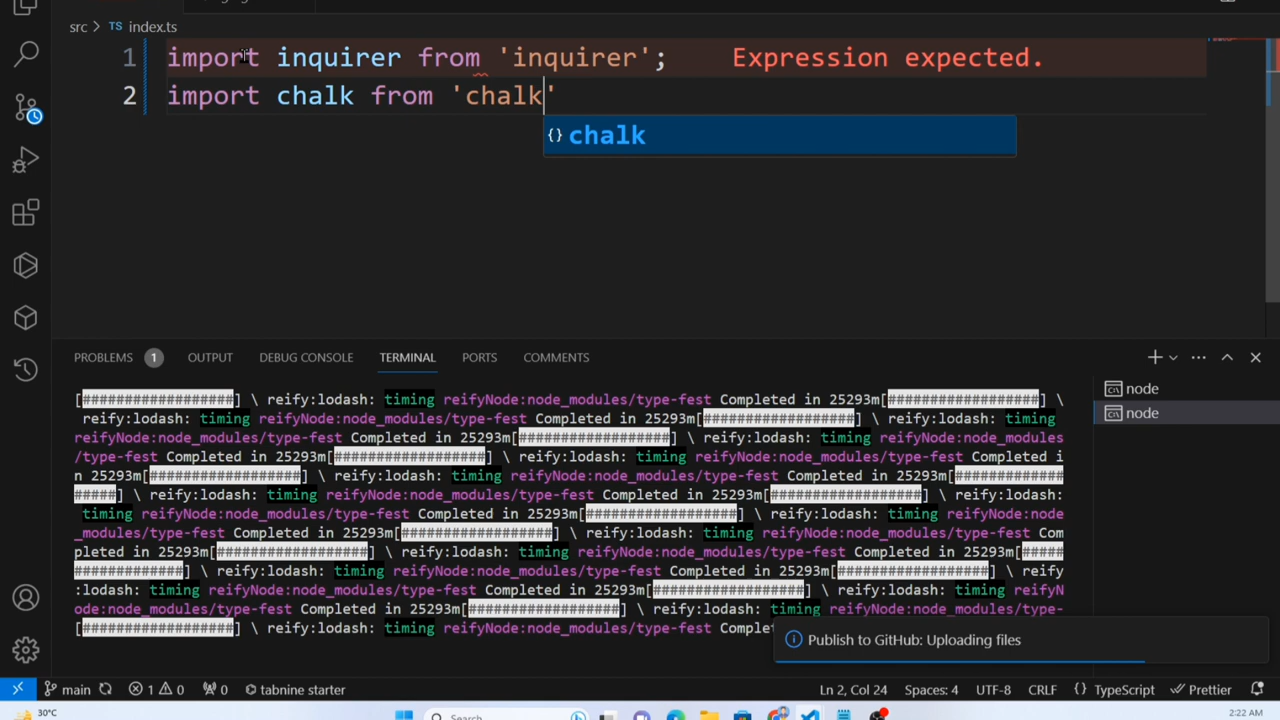 src > TS index.ts
1 import inquirer from 'inquirer'; Expression expected.
2 import chalk from 'chalk'
{} chalk
PROBLEMS 1 OUTPUT DEBUG CONSOLE TERMINAL PORTS COMMENTS
node
node
[##################] \ reify:lodash: timing reifyNode:node_modules/type-fest Completed in 25293m[##################] \
reify:lodash: timing reifyNode:node_modules/type-fest Completed in 25293m[##################] \ reify:lodash: timing
reifyNode:node_modules/type-fest Completed in 25293m[##################] \ reify:lodash: timing reifyNode:node_modules
/type-fest Completed in 25293m[##################] \ reify:lodash: timing reifyNode:node_modules/type-fest Completed i
n 25293m[##################] \ reify:lodash: timing reifyNode:node_modules/type-fest Completed in 25293m[#############
#####] \ reify:lodash: timing reifyNode:node_modules/type-fest Completed in 25293m[##################] \ reify:lodash:
timing reifyNode:node_modules/type-fest Completed in 25293m[##################] \ reify:lodash: timing reifyNode:node
_modules/type-fest Completed in 25293m[##################] \ reify:lodash: timing reifyNode:node_modules/type-fest Com
pleted in 25293m[##################] \ reify:lodash: timing reifyNode:node_modules/type-fest Completed in 25293m[#####
#############] \ reify:lodash: timing reifyNode:node_modules/type-fest Completed in 25293m[##################] \ reify
:lodash: timing reifyNode:node_modules/type-fest Completed in 25293m[##################] \ reify:lodash: timing reifyN
ode:node_modules/type-fest Completed in 25293m[##################] \ reify:lodash: timing reifyNode:node_modules/type-
[##################] \ reify:lodash: timing reifyNode:node_modules/type-fest Complet
Publish to GitHub: Uploading files
main 1 0 0 tabnine starter Ln 2, Col 24 Spaces: 4 UTF-8 CRLF {} TypeScript Prettier
30°C Search 2:22 AM